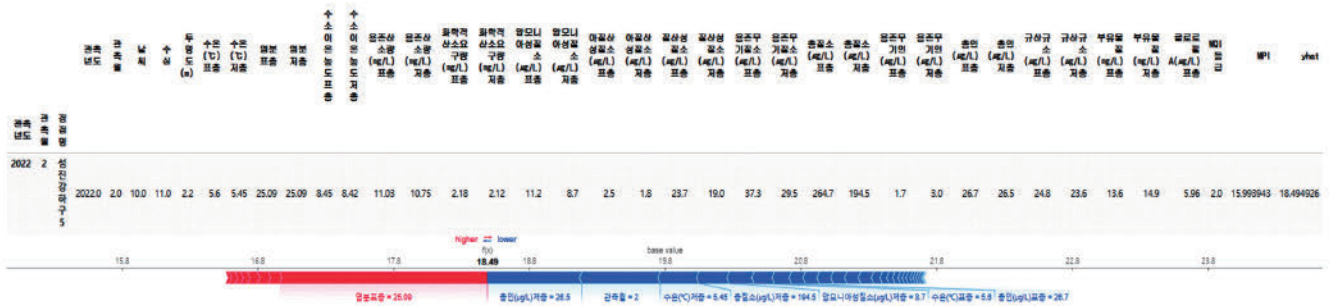 관측년도 관측월 날씨 수심 투명도(m) 수온(℃)표층 수온(℃)저층 염분표층 염분저층 수소이온농도표층 수소이온농도저층 용존산소량(mg/L)표층 용존산소량(mg/L)저층 화학적산소요구량(mg/L)표층 화학적산소요구량(mg/L)저층 암모니아성질소(㎍/L)표층 암모니아성질소(㎍/L)저층 아질산성질소(㎍/L)표층 아질산성질소(㎍/L)저층 질산성질소(㎍/L)표층 질산성질소(㎍/L)저층 용존무기질소(㎍/L)표층 용존무기질소(㎍/L)저층 총질소(㎍/L)표층 총질소(㎍/L)저층 용존무기인(㎍/L)표층 용존무기인(㎍/L)저층 총인(㎍/L)표층 총인(㎍/L)저층 규산규소(㎍/L)표층 규산규소(㎍/L)저층 부유물질(mg/L)표층 부유물질(mg/L)저층 클로로필A(㎍/L)표층 WQI등급 WPI yhat
관측년도 관측월 정점명
2022 2 섬진강하구5 2022.0 2.0 10.0 11.0 2.2 5.6 5.45 25.09 25.09 8.45 8.42 11.03 10.75 2.18 2.12 11.2 8.7 2.5 1.8 23.7 19.0 37.3 29.5 264.7 194.5 1.7 3.0 26.7 26.5 24.8 23.6 13.6 14.9 5.96 2.0 15.993943 18.494926
higher ⇄ lower
f(x) base value
15.8 16.8 17.8 18.49 18.8 19.8 20.8 21.8 22.8 23.8
염분표층 = 25.09 총인(㎍/L)저층 = 26.5 관측월 = 2 수온(℃)저층 = 5.45 총질소(㎍/L)저층 = 194.5 암모니아성질소(㎍/L)저층 = 8.7 수온(℃)표층 = 5.6 총인(㎍/L)표층 = 26.7